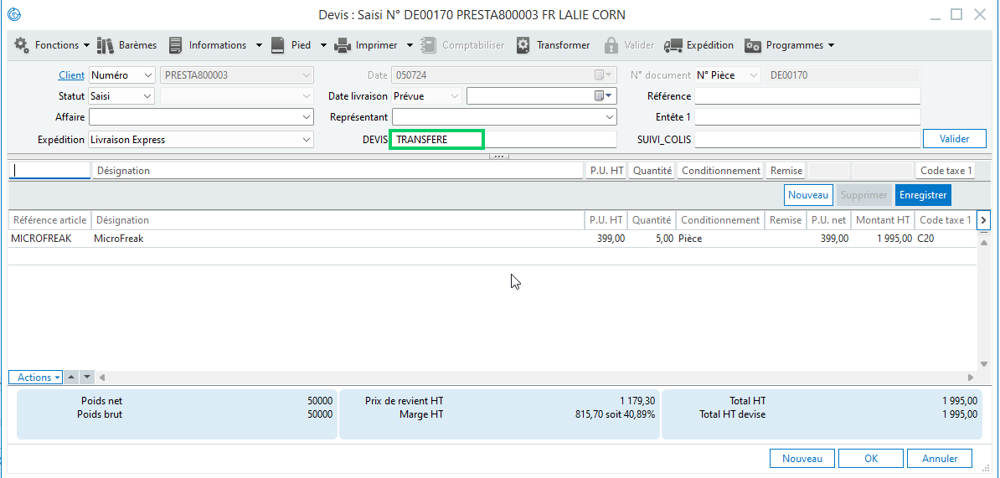 Devis : Saisi N° DE00170 PRESTA800003 FR LALIE CORN
Fonctions Barèmes Informations Pied Imprimer Comptabiliser Transformer Valider Expédition Programmes
Client Numéro PRESTA800003 Date 050724 N° document N° Pièce DE00170
Statut Saisi Date livraison Prévue Référence
Affaire Représentant Entête 1
Expédition Livraison Express DEVIS TRANSFERE SUIVI_COLIS Valider
Désignation P.U. HT Quantité Conditionnement Remise Code taxe 1
Nouveau Supprimer Enregistrer
Référence article Désignation P.U. HT Quantité Conditionnement Remise P.U. net Montant HT Code taxe 1
MICROFREAK MicroFreak 399,00 5,00 Pièce 399,00 1 995,00 C20
Actions
Poids net 50000 Prix de revient HT 1 179,30 Total HT 1 995,00
Poids brut 50000 Marge HT 815,70 soit 40,89% Total HT devise 1 995,00
Nouveau OK Annuler